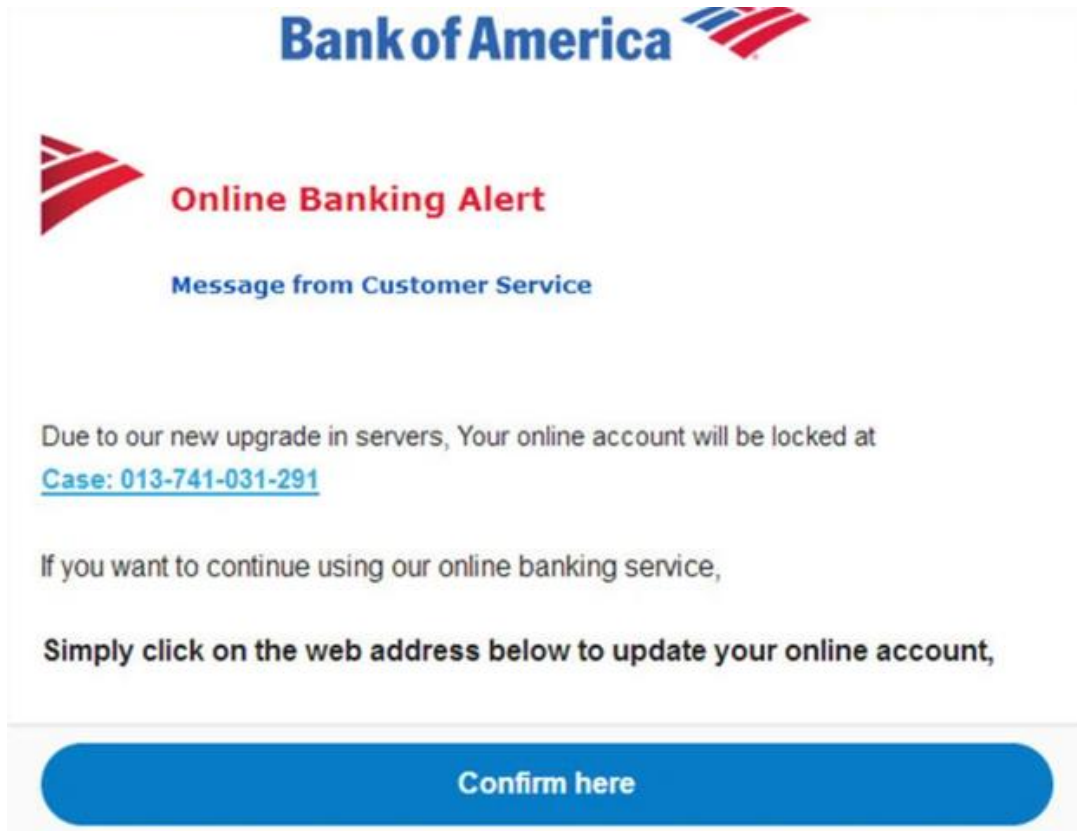 Bank of America
Online Banking Alert
Message from Customer Service
Due to our new upgrade in servers, Your online account will be locked at
Case: 013-741-031-291
If you want to continue using our online banking service,
Simply click on the web address below to update your online account,
Confirm here